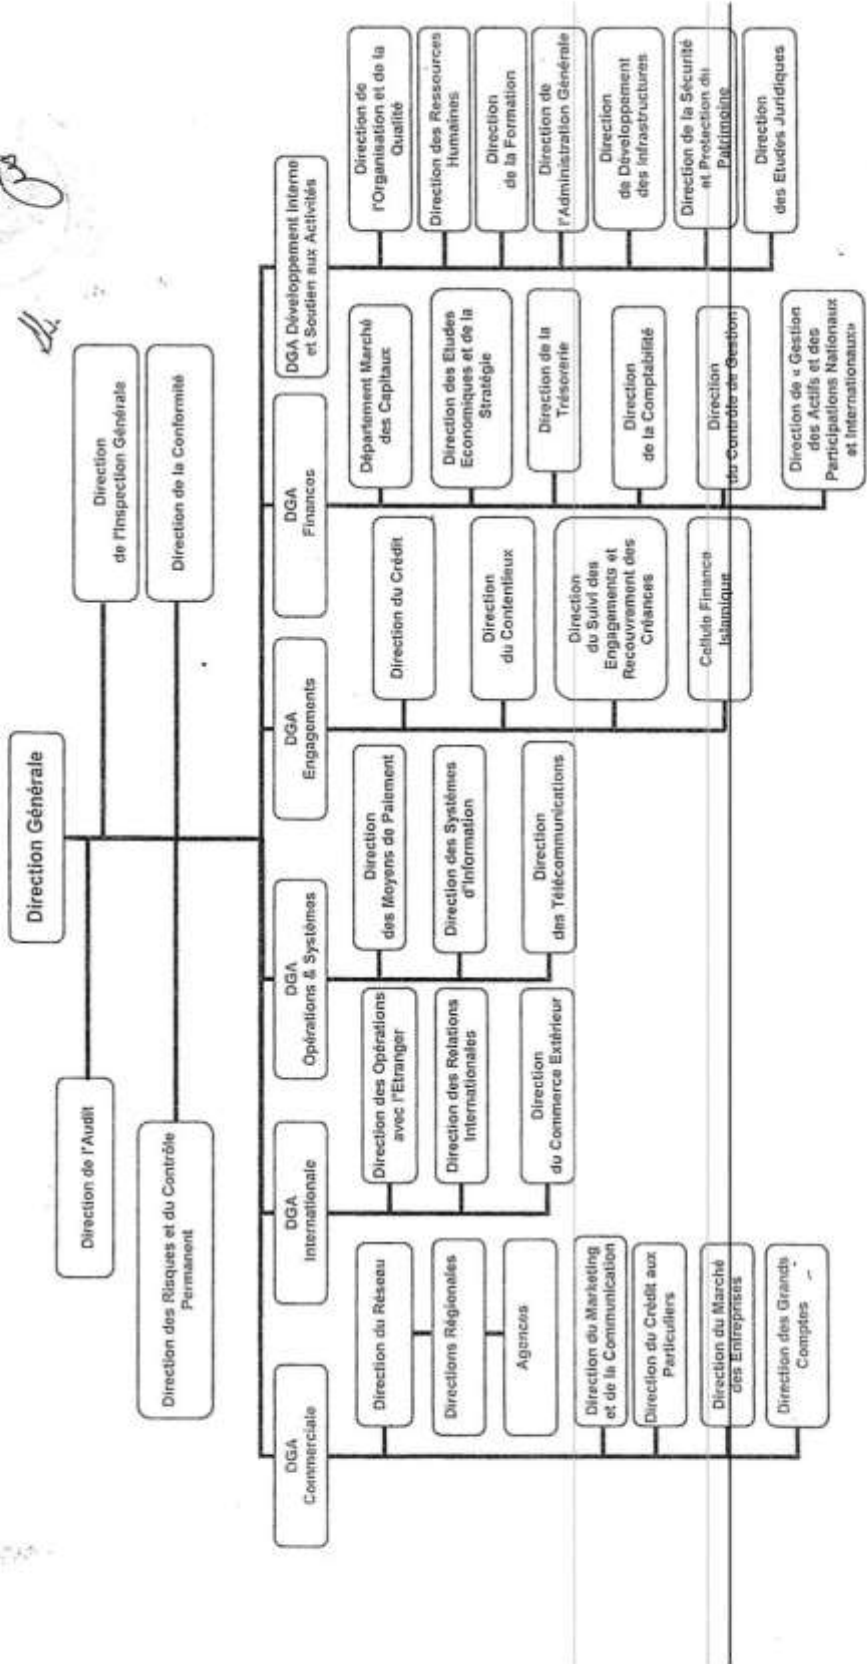 Direction Générale
Direction de l'Audit
Direction
de l'Inspection Générale
Direction des Risques et du Contrôle
Permanent
Direction de la Conformité
DGA
Commerciale
DGA
Internationale
DGA
Opérations & Systèmes
DGA
Engagements
DGA
Finances
DGA Développement Interne
et Soutien aux Activités
Direction du Réseau
Directions Régionales
Agences
Direction du Marketing
et de la Communication
Direction du Crédit aux
Particuliers
Direction du Marché
des Entreprises
Direction des Grands
Comptes
Direction des Opérations
avec l'Etranger
Direction des Relations
Internationales
Direction
du Commerce Extérieur
Direction
des Moyens de Paiement
Direction des Systèmes
d'Information
Direction
des Télécommunications
Direction du Crédit
Direction
du Contentieux
Direction
du Suivi des
Engagements et
Recouvrement des
Créances
Cellule Finance
Islamique
Département Marché
des Capitaux
Direction des Etudes
Economiques et de la
Stratégie
Direction de la
Trésorerie
Direction
de la Comptabilité
Direction
du Contrôle de Gestion
Direction de « Gestion
des Actifs et des
Participations Nationaux
et Internationaux»
Direction de
l'Organisation et de la
Qualité
Direction des Ressources
Humaines
Direction
de la Formation
Direction de
l'Administration Générale
Direction
de Développement
des Infrastructures
Direction de la Sécurité
et Protection du
Patrimoine
Direction
des Etudes Juridiques